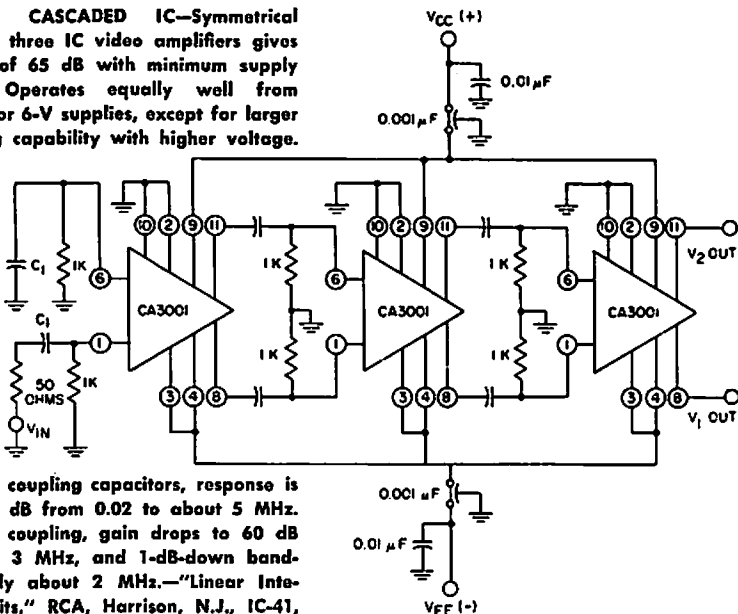 CASCADED IC—Symmetrical
three IC video amplifiers gives
of 65 dB with minimum supply
Operates equally well from
or 6-V supplies, except for larger
capability with higher voltage.
VCC (+)
0.01 µF
0.001 µF
10 2 9 11
10 2 9 11
10 2 9 11
C1
1K
6
CA3001
1
C1
50 OHMS
1K
VIN
3 4 8
1K
1K
6
CA3001
1
3 4 8
1K
1K
6
CA3001
1
3 4 8
V2 OUT
V1 OUT
coupling capacitors, response is
dB from 0.02 to about 5 MHz.
coupling, gain drops to 60 dB
3 MHz, and 1-dB-down band-
ly about 2 MHz.—"Linear Inte-
its," RCA, Harrison, N.J., IC-41,
0.001 µF
0.01 µF
VEE (-)